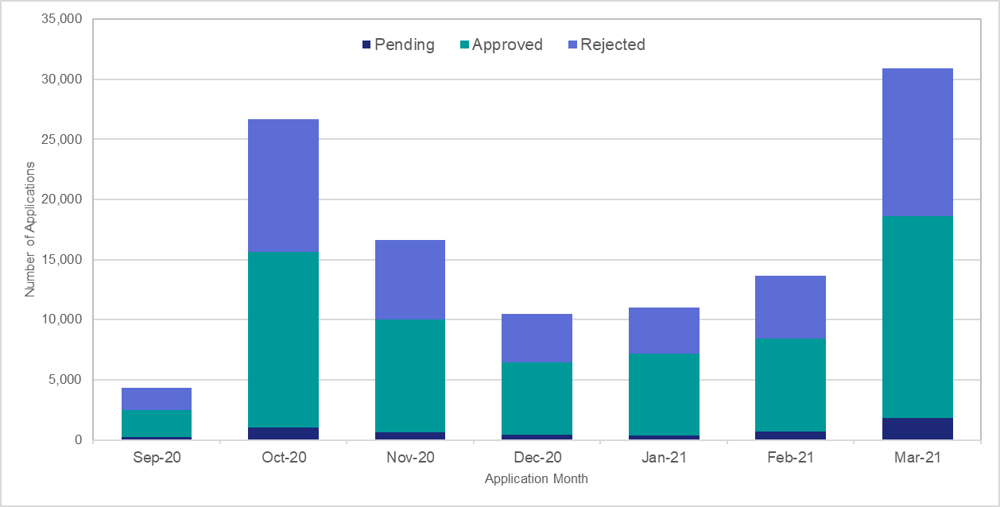 35,000
Pending Approved Rejected
30,000
25,000
20,000
15,000
10,000
5,000
0
Number of Applications
Sep-20 Oct-20 Nov-20 Dec-20 Jan-21 Feb-21 Mar-21
Application Month